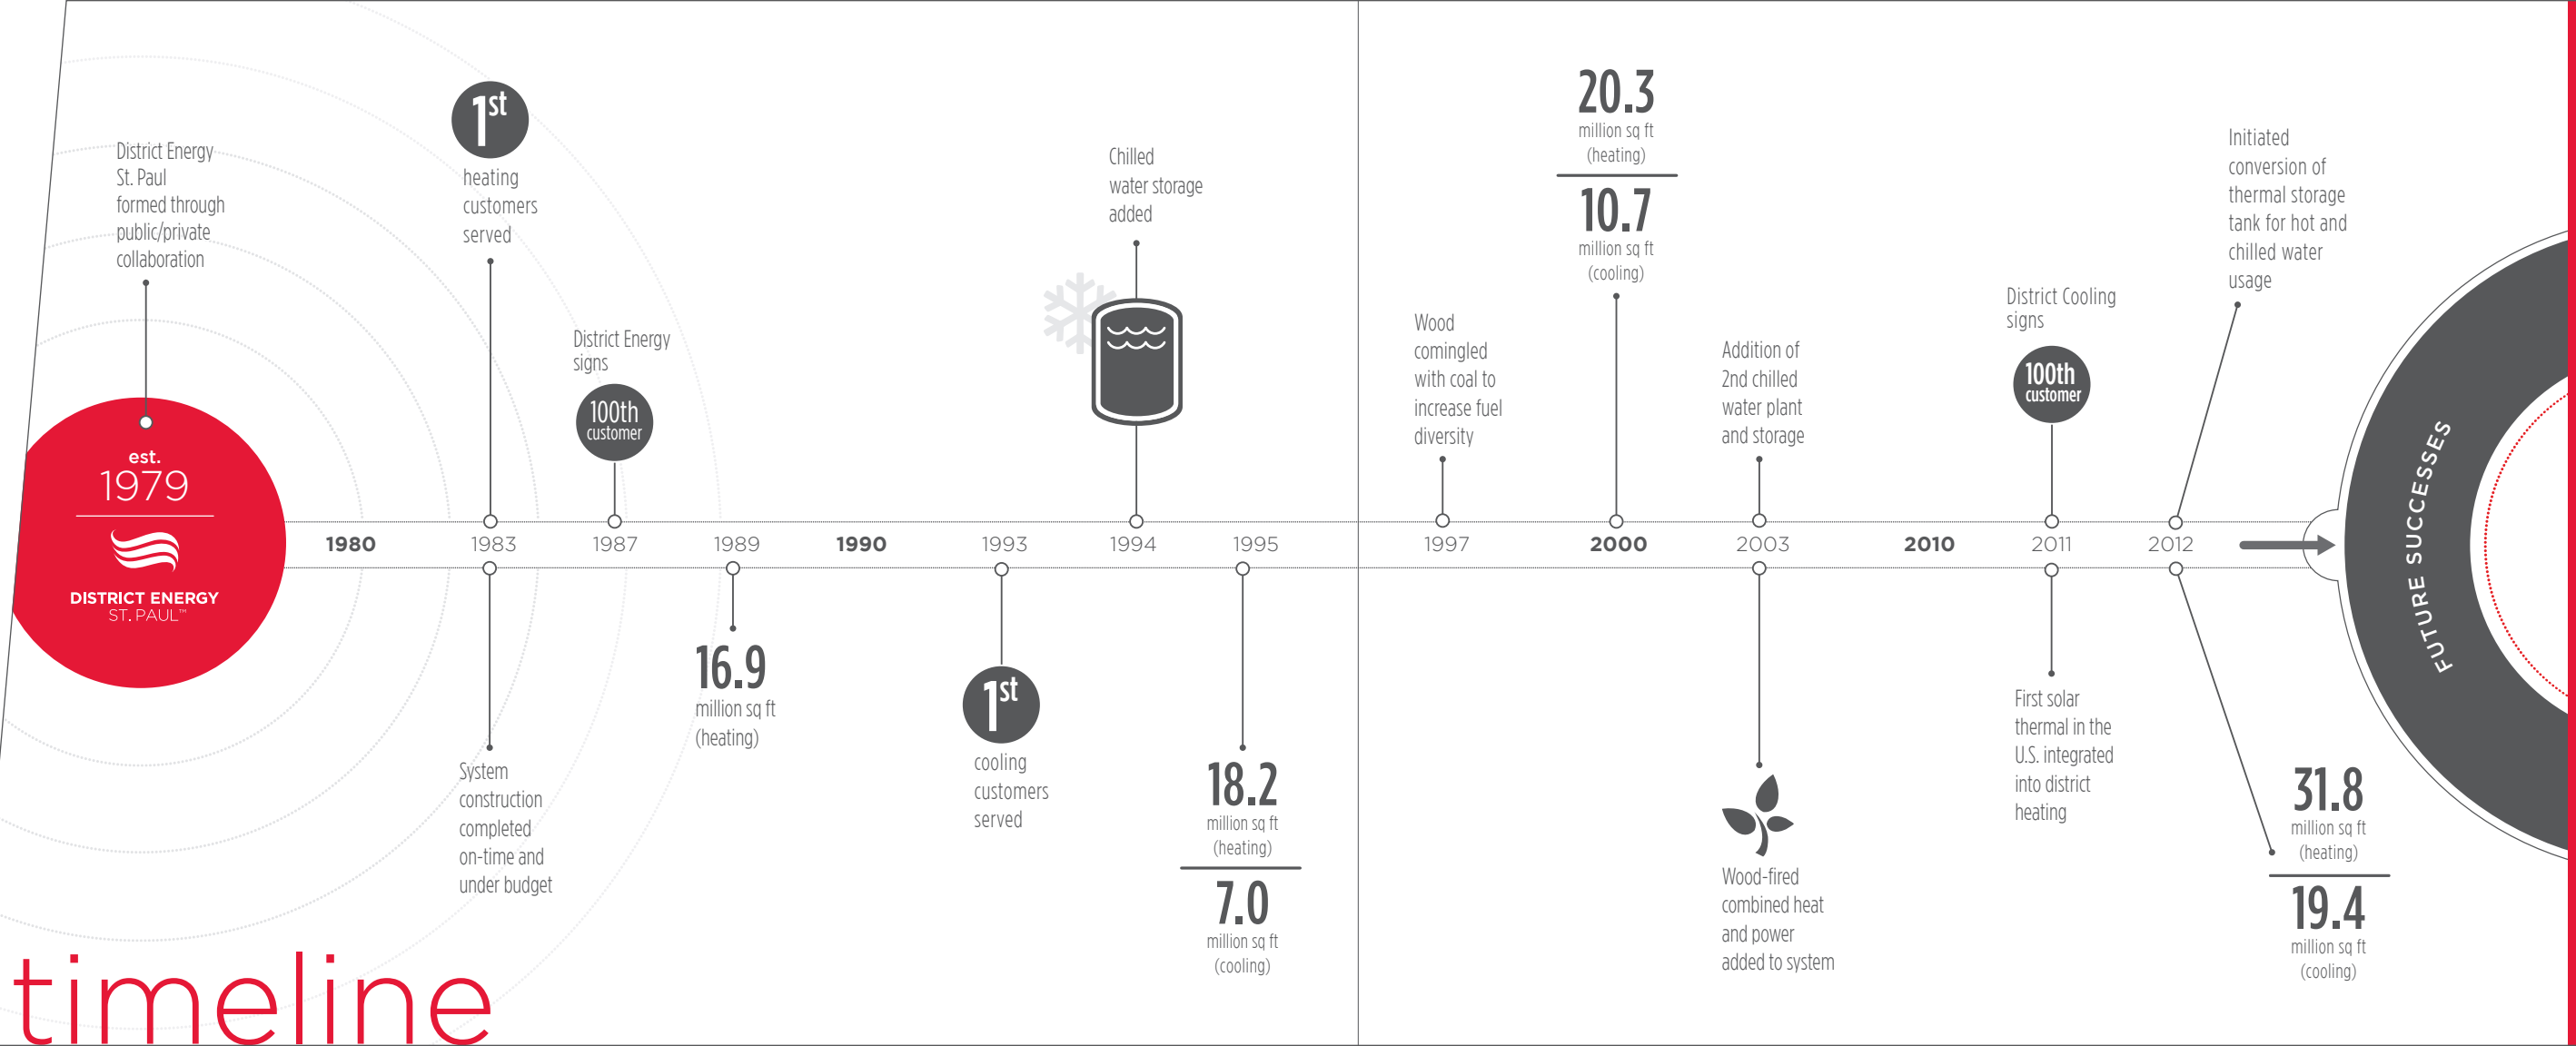 District Energy
St. Paul
formed through
public/private
collaboration
est.
1979
DISTRICT ENERGY
ST. PAUL™
1st
heating
customers
served
District Energy
signs
100th
customer
Chilled
water storage
added
Wood
comingled
with coal to
increase fuel
diversity
20.3
million sq ft
(heating)
10.7
million sq ft
(cooling)
Addition of
2nd chilled
water plant
and storage
District Cooling
signs
100th
customer
Initiated
conversion of
thermal storage
tank for hot and
chilled water
usage
1980 1983 1987 1989 1990 1993 1994 1995 1997 2000 2003 2010 2011 2012
FUTURE SUCCESSES
System
construction
completed
on-time and
under budget
16.9
million sq ft
(heating)
1st
cooling
customers
served
18.2
million sq ft
(heating)
7.0
million sq ft
(cooling)
Wood-fired
combined heat
and power
added to system
First solar
thermal in the
U.S. integrated
into district
heating
31.8
million sq ft
(heating)
19.4
million sq ft
(cooling)
timeline